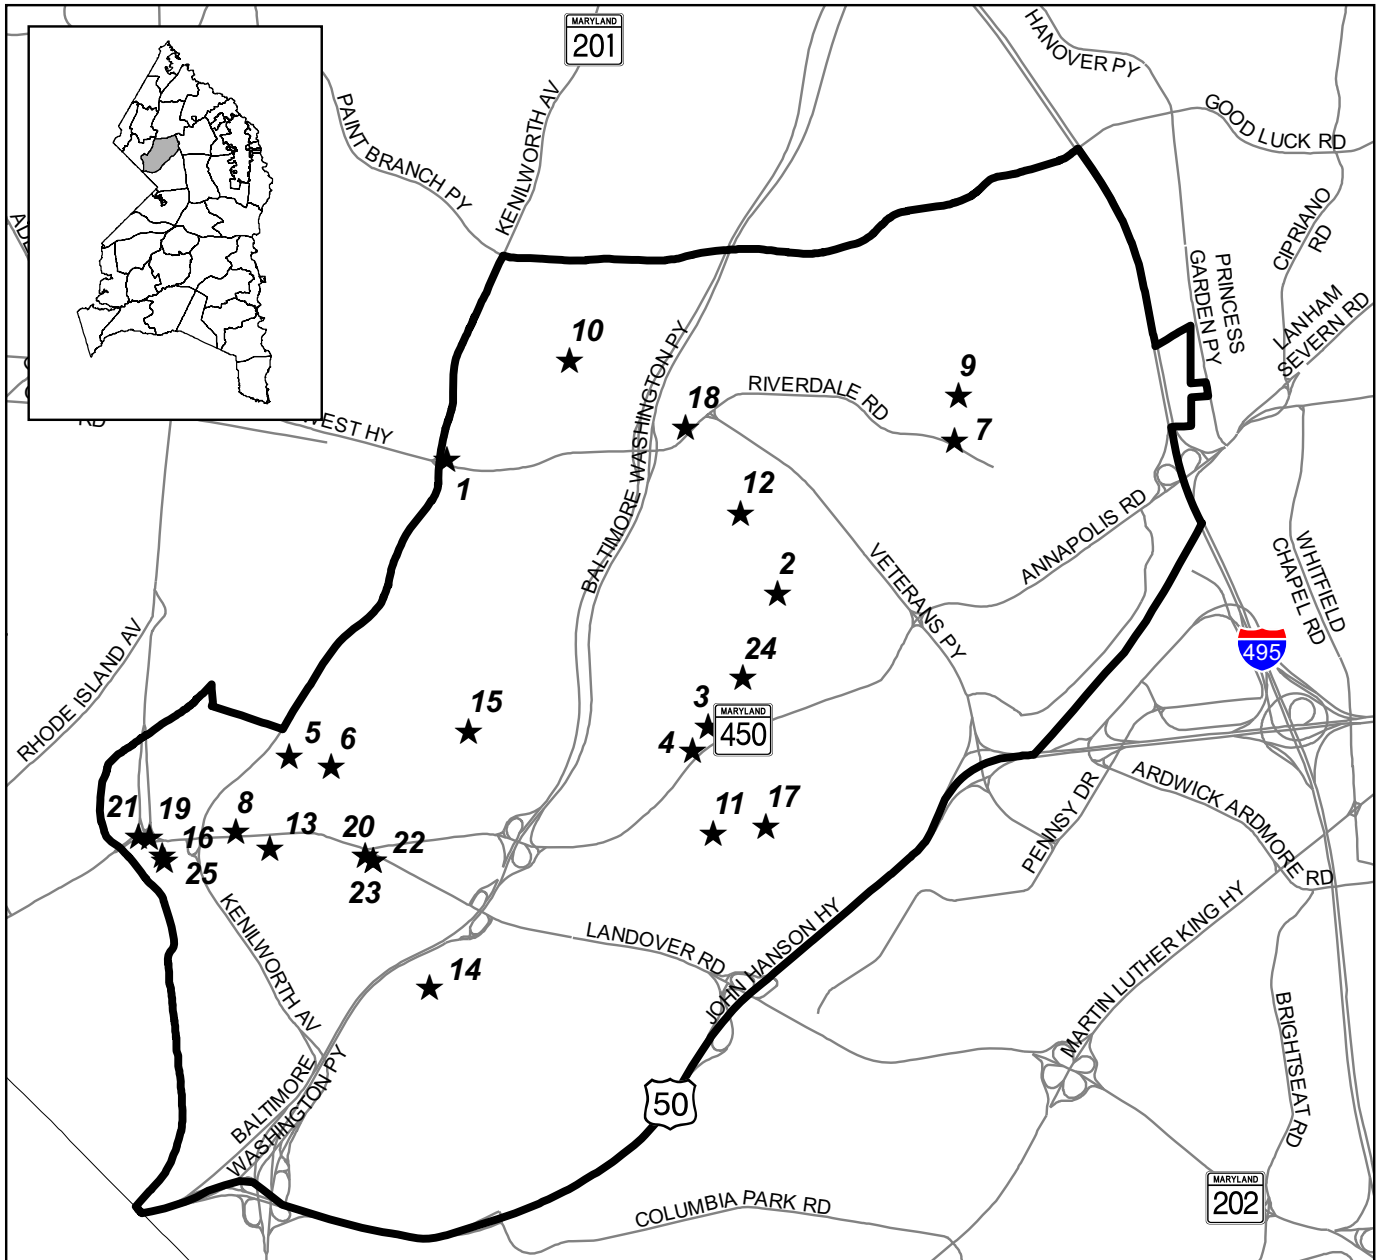 MARYLAND
201
HANOVER PY
PAINT BRANCH PY
KENILWORTH AV
GOOD LUCK RD
CIPRIANO
RD
PRINCESS
GARDEN PY
LANHAM
SEVERN RD
10
9
RIVERDALE RD
18
7
RD
WEST HY
BALTIMORE WASHINGTON PY
1
12
ANNAPOLIS RD
2
VETERANS PY
WHITFIELD
CHAPEL RD
RHODE ISLAND AV
24
495
3
MARYLAND
450
4
15
5
6
21
19
8
13
20
22
11
17
16
25
23
PENNSY DR
ARDWICK ARDMORE RD
KENILWORTH AV
LANDOVER RD
JOHN HANSON HY
MARTIN LUTHER KING HY
14
BRIGHTSEAT RD
BALTIMORE
WASHINGTON PY
50
MARYLAND
202
COLUMBIA PARK RD